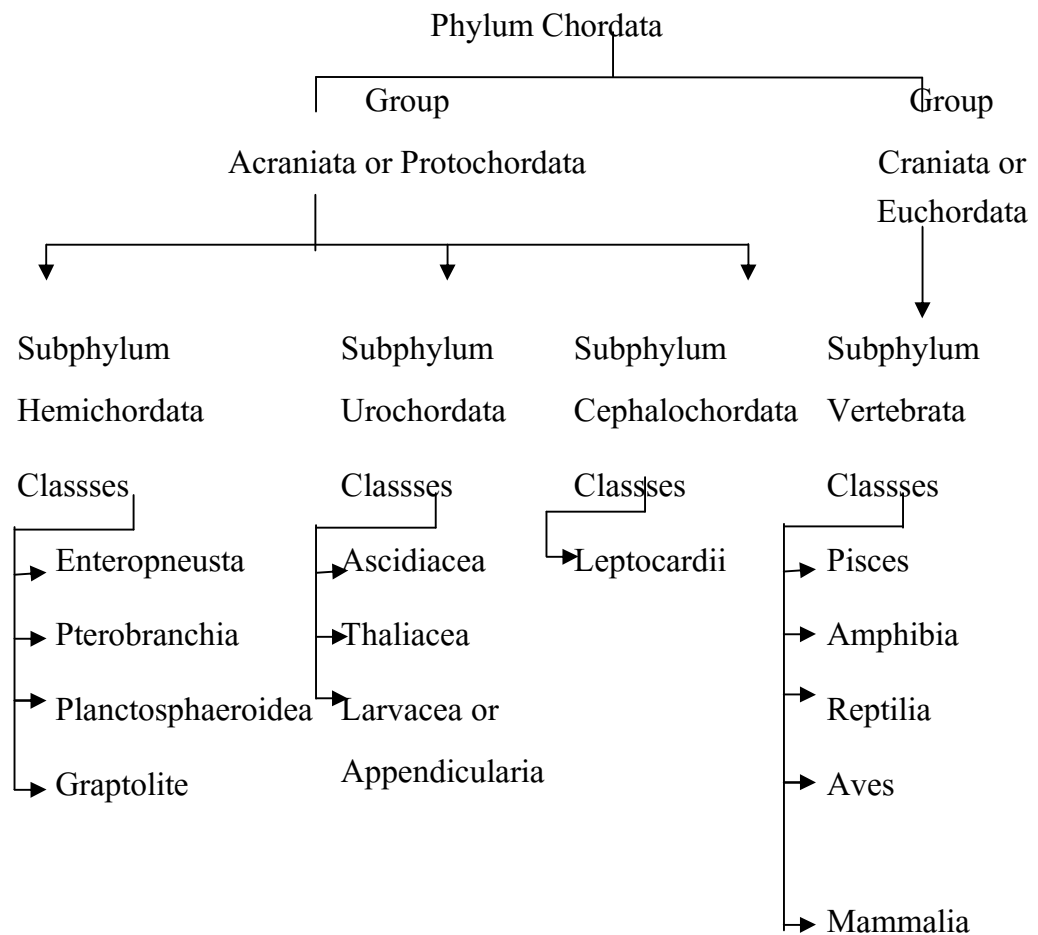 Phylum Chordata
Group
Acraniata or Protochordata
Group
Craniata or
Euchordata
Subphylum
Hemichordata
Classses
Enteropneusta
Pterobranchia
Planctosphaeroidea
Graptolite
Subphylum
Urochordata
Classses
Ascidiacea
Thaliacea
Larvacea or
Appendicularia
Subphylum
Cephalochordata
Classses
Leptocardii
Subphylum
Vertebrata
Classses
Pisces
Amphibia
Reptilia
Aves
Mammalia